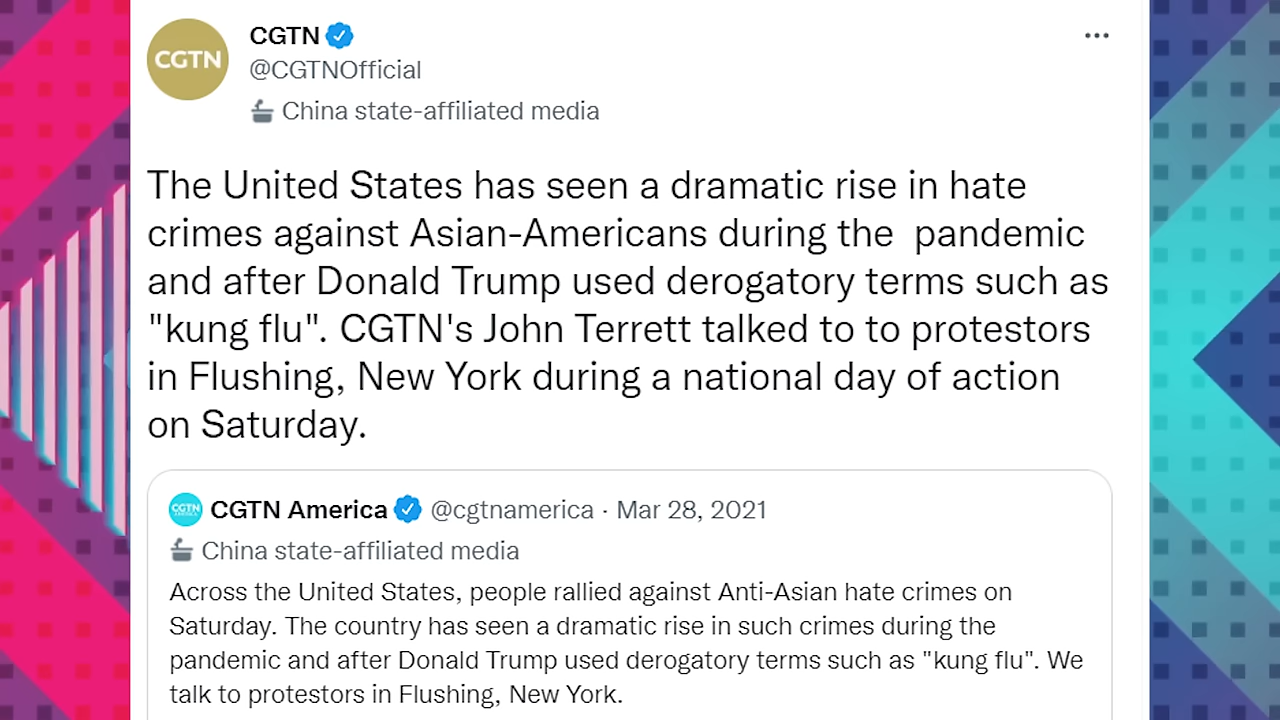 CGTN
CGTN
@CGTNOfficial
China state-affiliated media
The United States has seen a dramatic rise in hate
crimes against Asian-Americans during the  pandemic
and after Donald Trump used derogatory terms such as
"kung flu". CGTN's John Terrett talked to to protestors
in Flushing, New York during a national day of action
on Saturday.
CGTN America @cgtnamerica · Mar 28, 2021
China state-affiliated media
Across the United States, people rallied against Anti-Asian hate crimes on
Saturday. The country has seen a dramatic rise in such crimes during the
pandemic and after Donald Trump used derogatory terms such as "kung flu". We
talk to protestors in Flushing, New York.